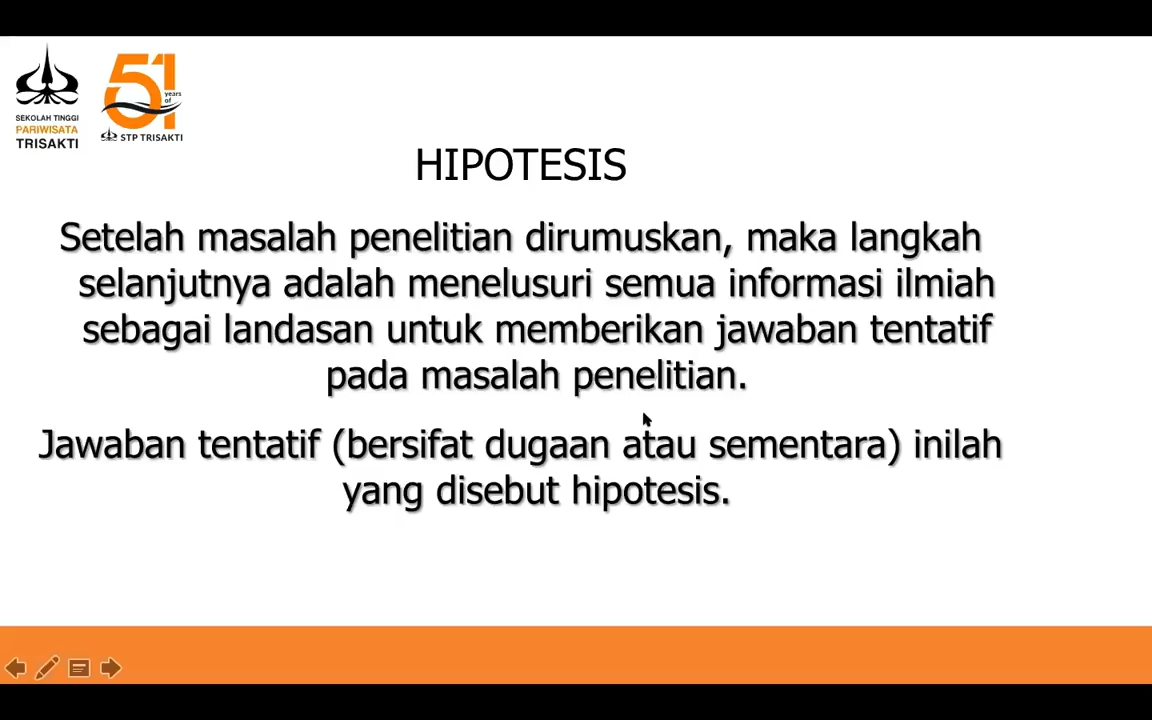 SEKOLAH TINGGI
PARIWISATA
TRISAKTI
51
years
of
STP TRISAKTI
HIPOTESIS
Setelah masalah penelitian dirumuskan, maka langkah
selanjutnya adalah menelusuri semua informasi ilmiah
sebagai landasan untuk memberikan jawaban tentatif
pada masalah penelitian.
Jawaban tentatif (bersifat dugaan atau sementara) inilah
yang disebut hipotesis.